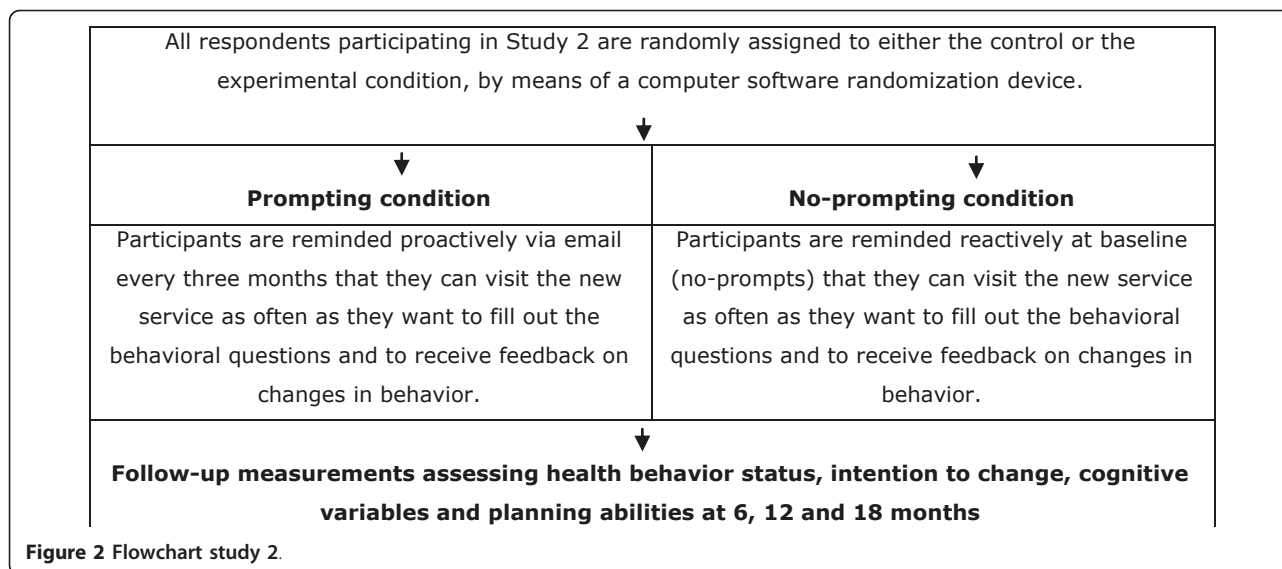 All respondents participating in Study 2 are randomly assigned to either the control or the
experimental condition, by means of a computer software randomization device.
Prompting condition
Participants are reminded proactively via email
every three months that they can visit the new
service as often as they want to fill out the
behavioral questions and to receive feedback on
changes in behavior.
No-prompting condition
Participants are reminded reactively at baseline
(no-prompts) that they can visit the new service
as often as they want to fill out the behavioral
questions and to receive feedback on changes in
behavior.
Follow-up measurements assessing health behavior status, intention to change, cognitive
variables and planning abilities at 6, 12 and 18 months
Figure 2 Flowchart study 2.